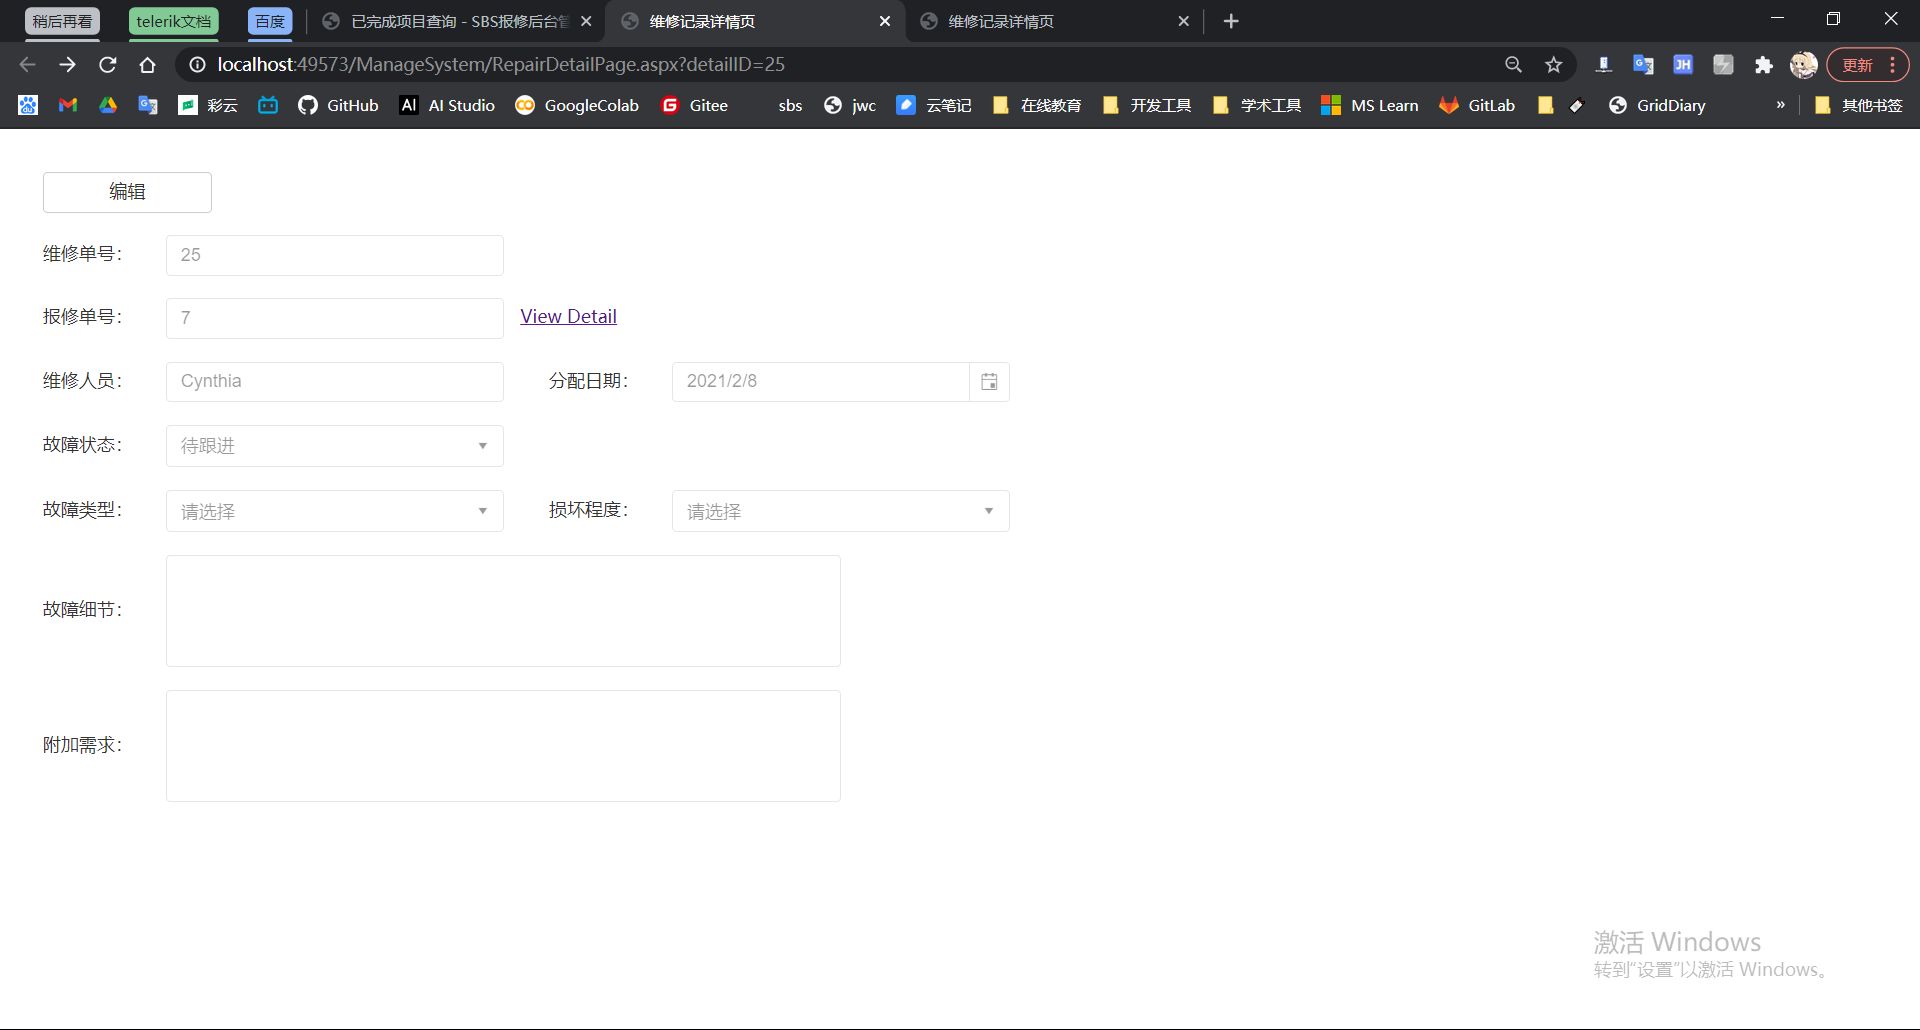 稍后再看 telerik文档 百度 已完成项目查询 - SBS报修后台管 维修记录详情页 维修记录详情页
localhost:49573/ManageSystem/RepairDetailPage.aspx?detailID=25 JH 更新
彩云 GitHub AI AI Studio GoogleColab G Gitee sbs jwc 云笔记 在线教育 开发工具 学术工具 MS Learn GitLab GridDiary » 其他书签
编辑
维修单号: 25
报修单号: 7 View Detail
维修人员: Cynthia 分配日期: 2021/2/8
故障状态: 待跟进
故障类型: 请选择 损坏程度: 请选择
故障细节:
附加需求:
激活 Windows
转到“设置”以激活 Windows。